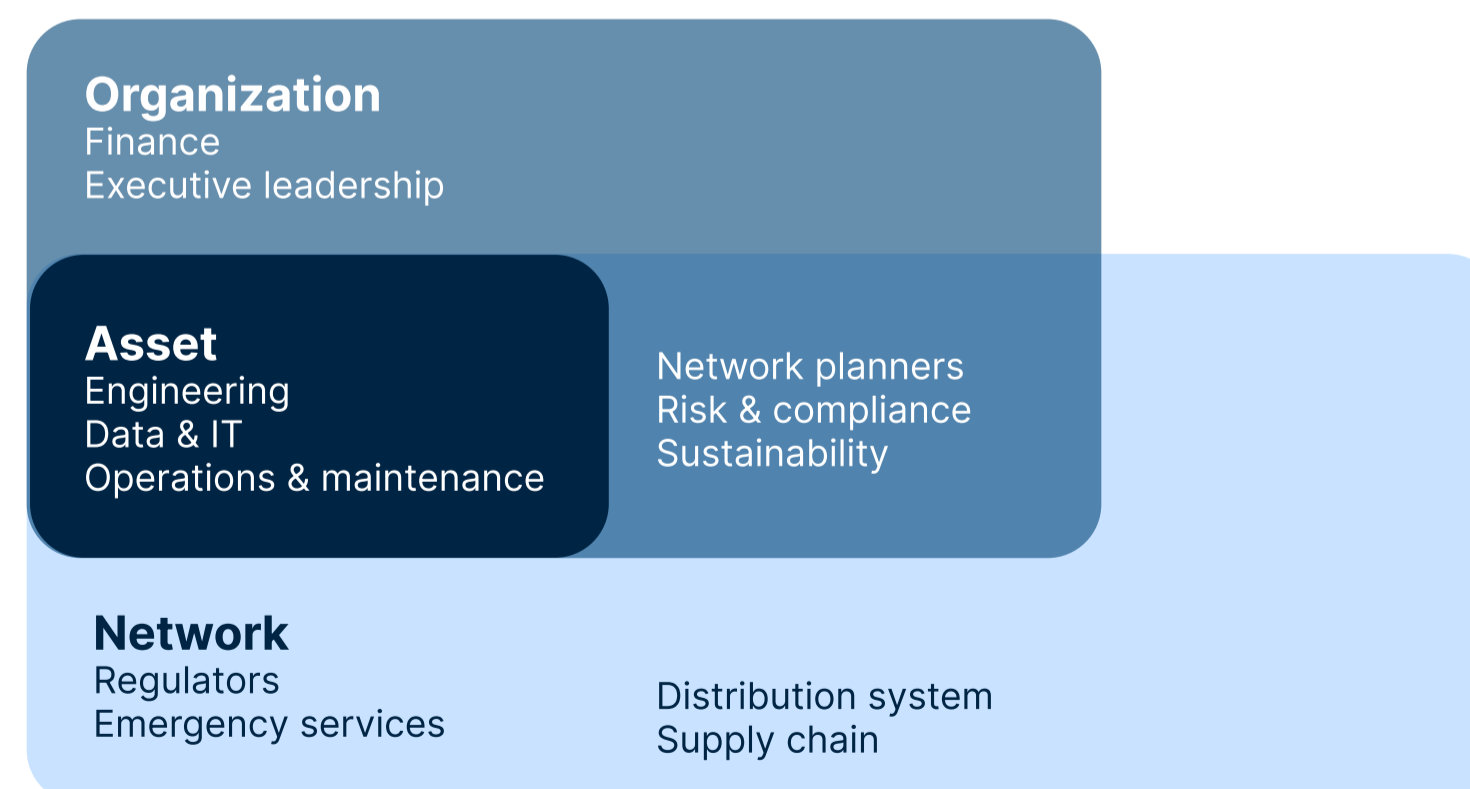 Organization
Finance
Executive leadership
Asset
Engineering
Data & IT
Operations & maintenance
Network planners
Risk & compliance
Sustainability
Network
Regulators
Emergency services
Distribution system
Supply chain